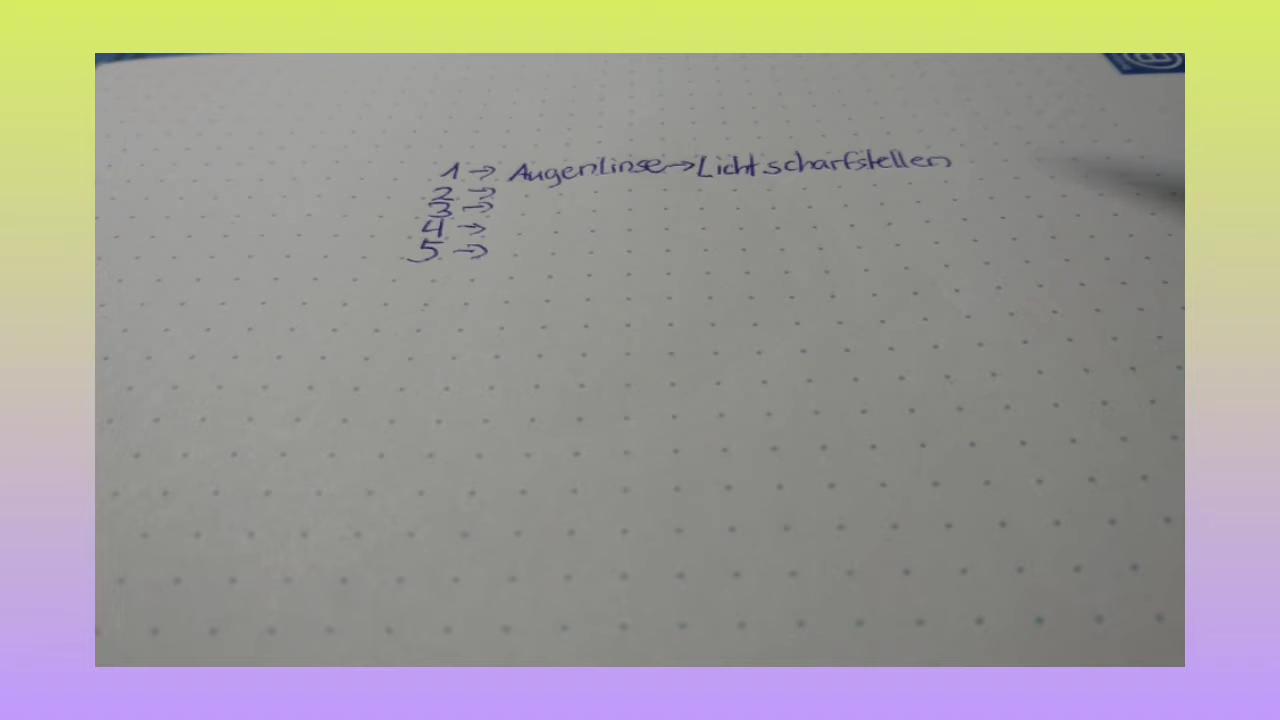 1 → Augenlinse → Licht scharfstellen
2 →
3 →
4 →
5 →